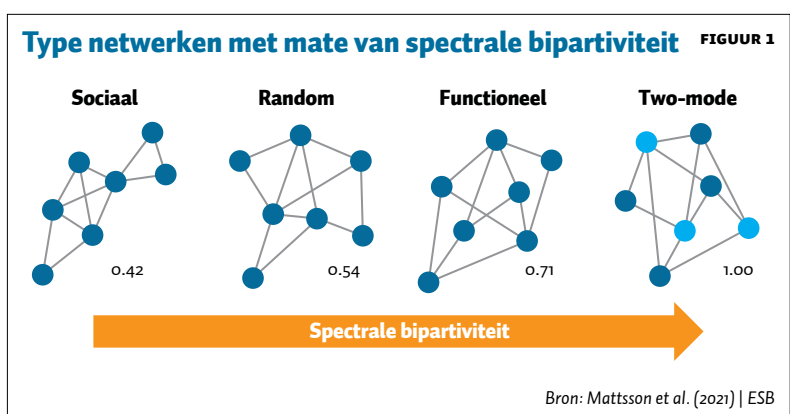 Type netwerken met mate van spectrale bipartiviteit FIGUUR 1
Sociaal Random Functioneel Two-mode
0.42 0.54 0.71 1.00
Spectrale bipartiviteit
Bron: Mattsson et al. (2021) | ESB